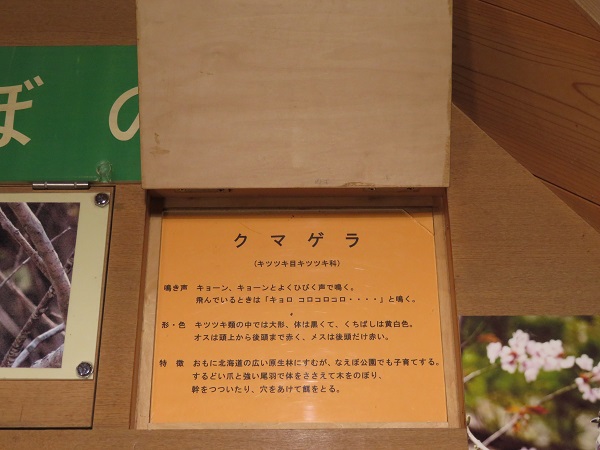 ぼの
クマゲラ
(キツツキ目キツツキ科)
鳴き声 キョーン、キョーンとよくひびく声で鳴く。
飛んでいるときは「キョロ コロコロコロ・・・・」と鳴く。
形・色 キツツキ類の中では大形、体は黒くて、くちばしは黄白色。
オスは頭上から後頭まで赤く、メスは後頭だけ赤い。
特 徴 おもに北海道の広い原生林にすむが、なえぼ公園でも子育てする。
するどい爪と強い尾羽で体をささえて木をのぼり、
幹をつついたり、穴をあけて餌をとる。